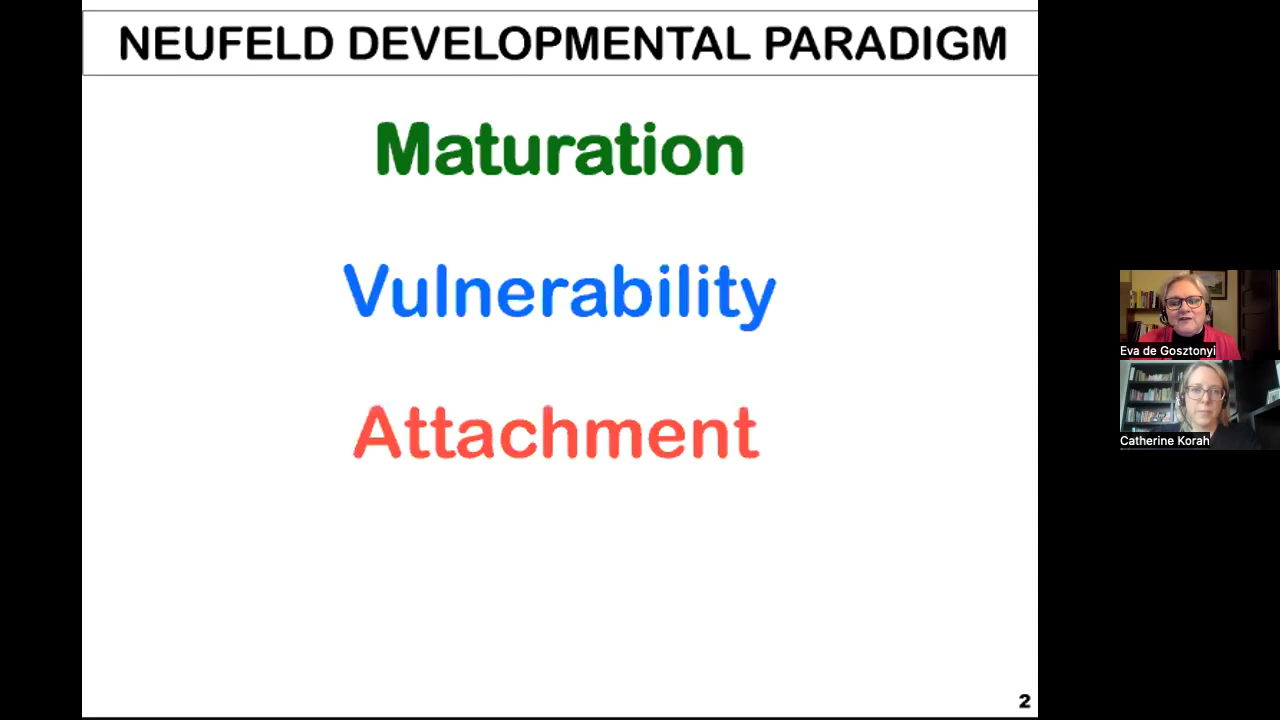 NEUFELD DEVELOPMENTAL PARADIGM
Maturation
Vulnerability
Attachment
2
Eva de Gosztonyi
Catherine Korah